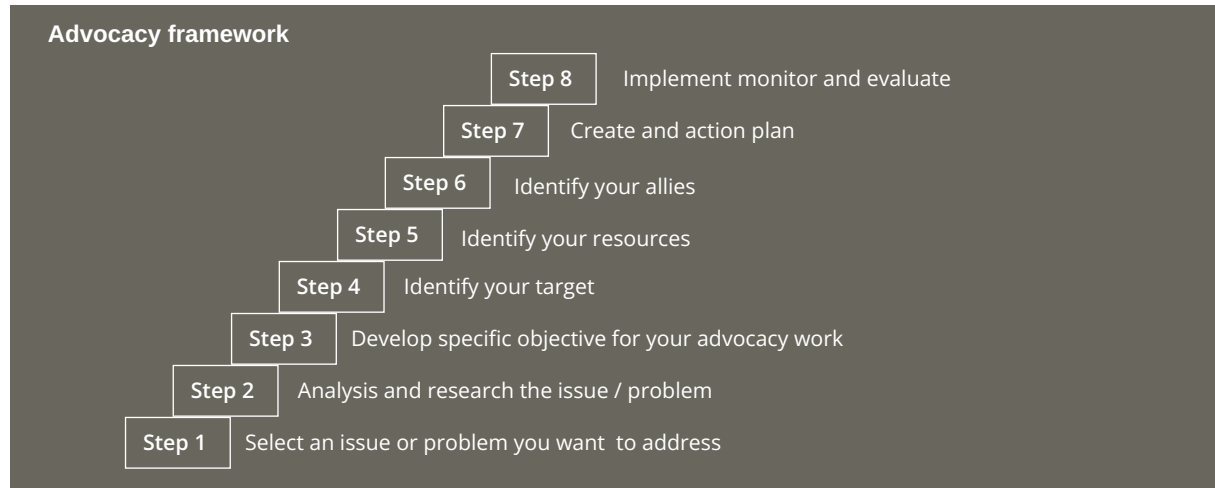 Advocacy framework
Step 8 Implement monitor and evaluate
Step 7 Create and action plan
Step 6 Identify your allies
Step 5 Identify your resources
Step 4 Identify your target
Step 3 Develop specific objective for your advocacy work
Step 2 Analysis and research the issue / problem
Step 1 Select an issue or problem you want to address